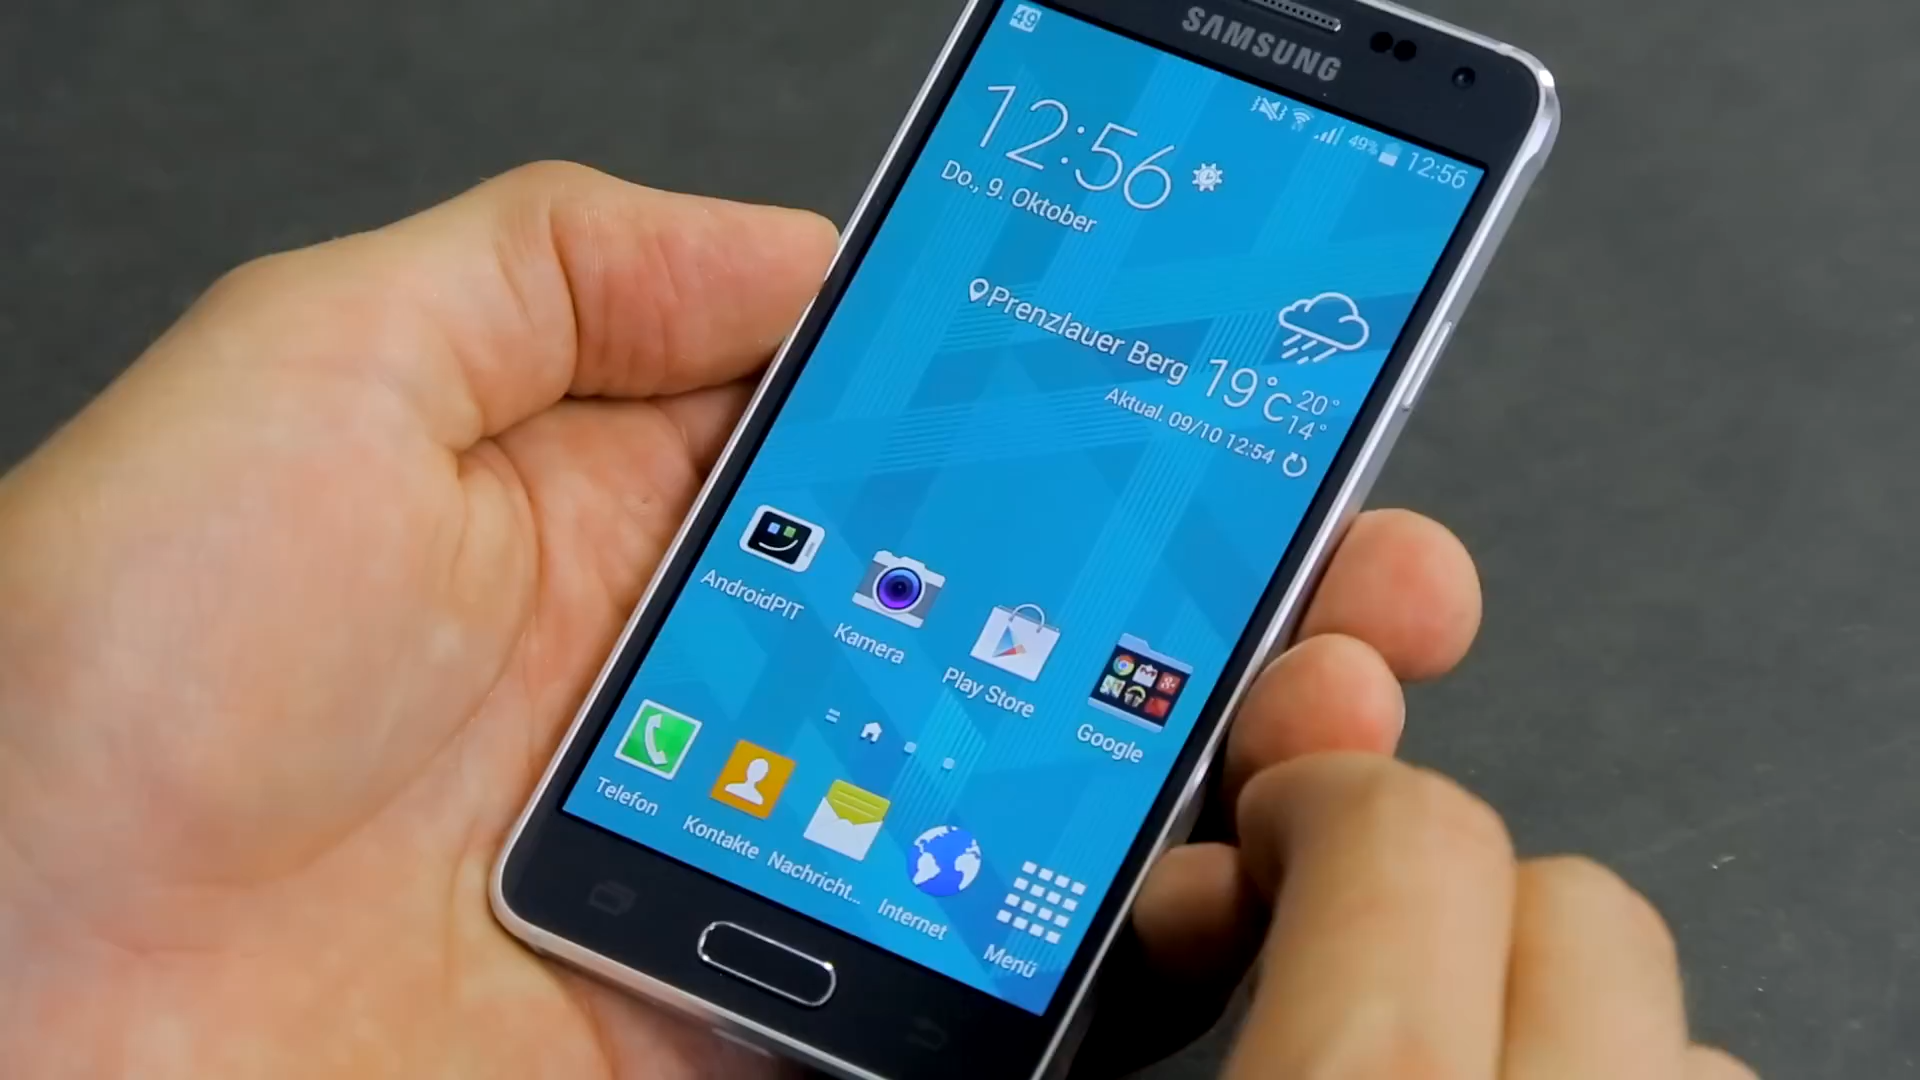 SAMSUNG
49
49% 12:56
12:56
Do., 9. Oktober
Prenzlauer Berg 19°C 20°
14°
Aktual. 09/10 12:54
AndroidPIT
Kamera
Play Store
Google
Telefon
Kontakte
Nachricht...
Internet
Menü